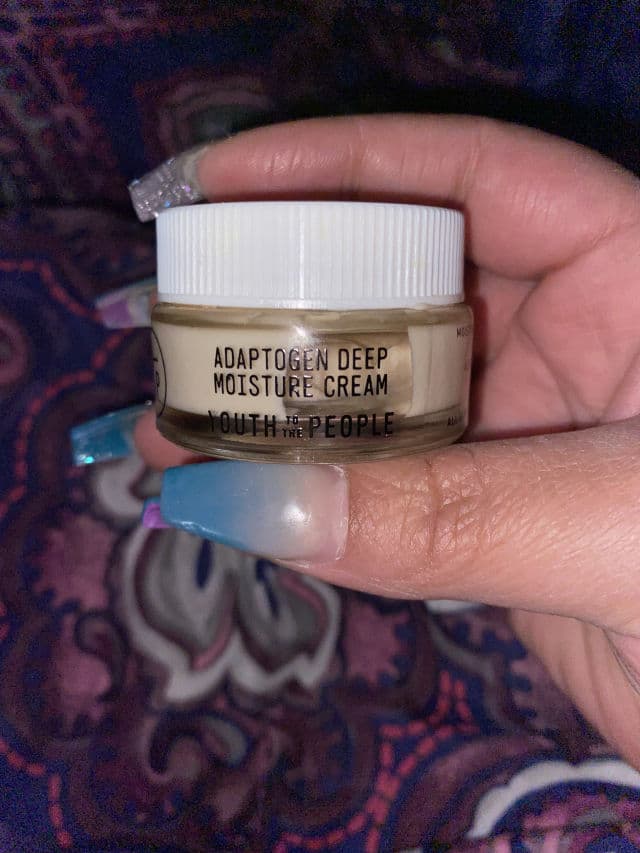 ADAPTOGEN DEEP
MOISTURE CREAM
YOUTH TO THE PEOPLE